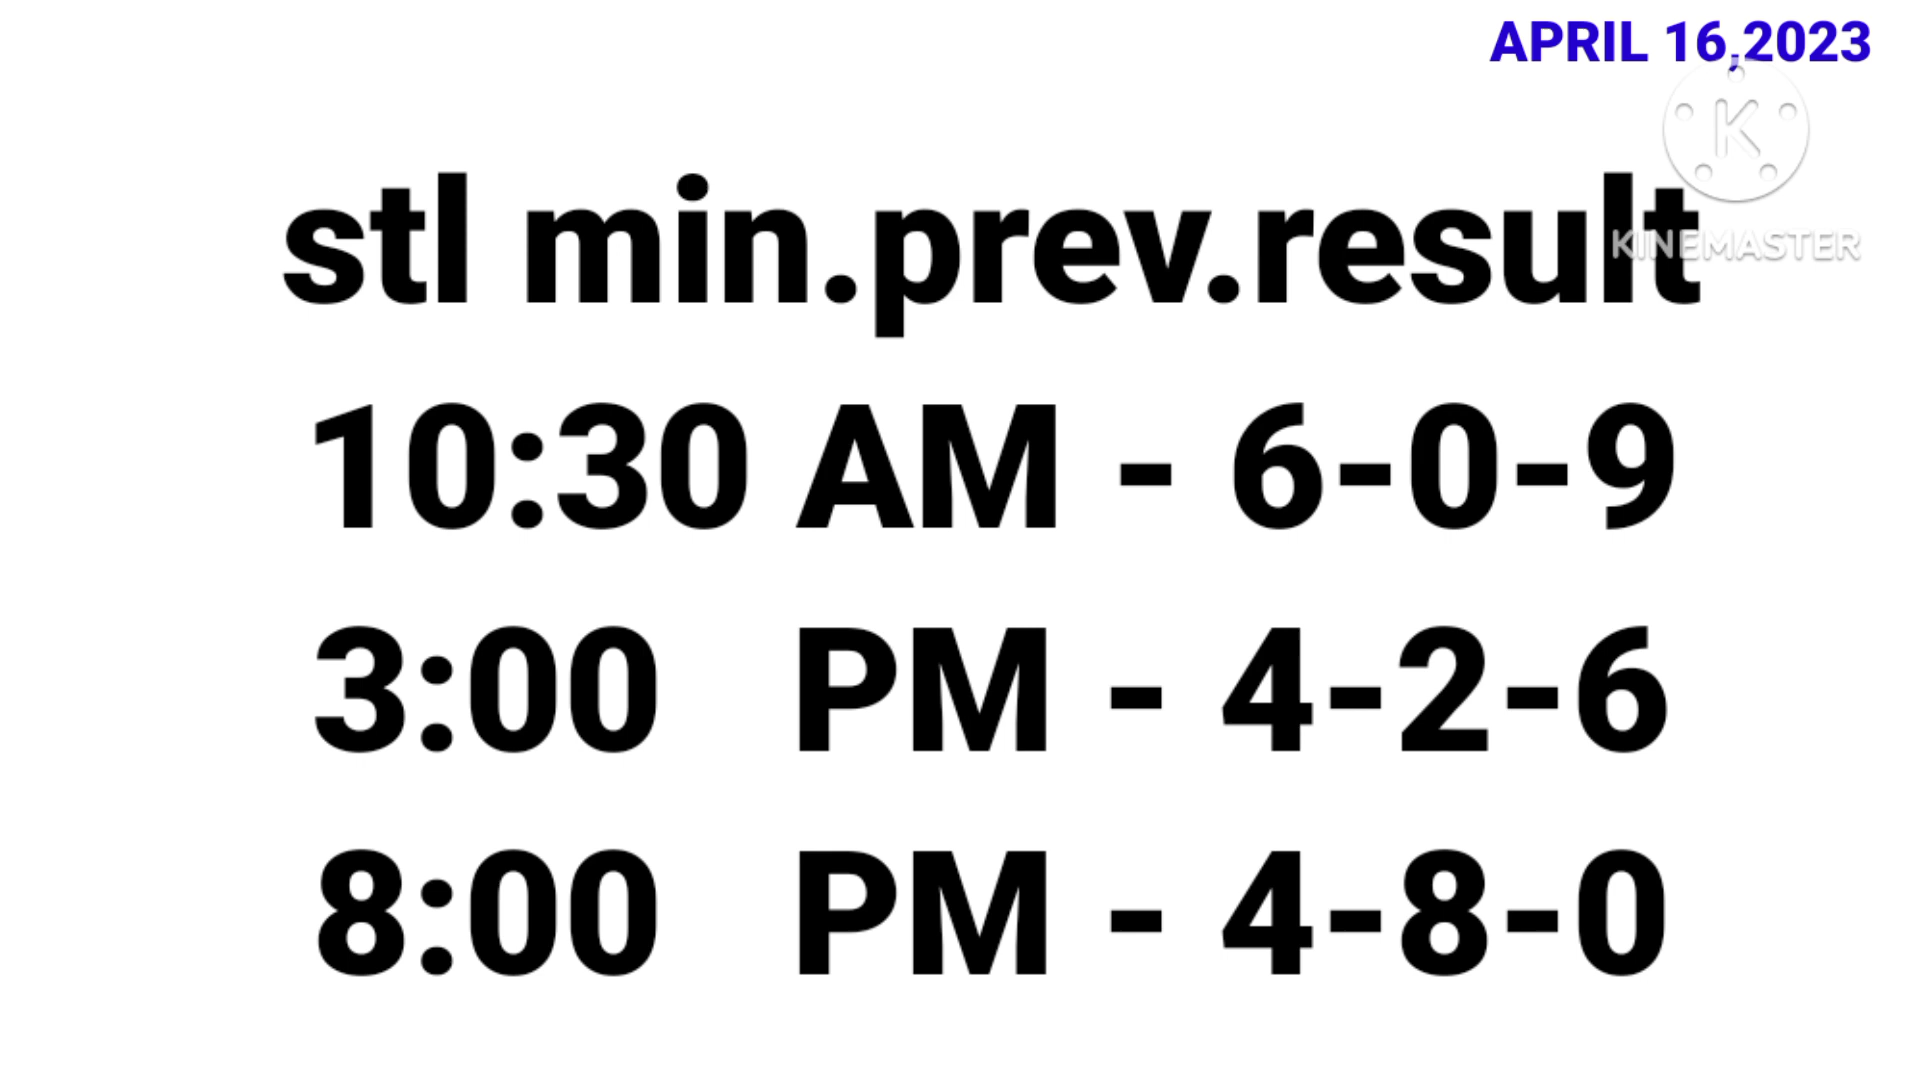 APRIL 16,2023
KINEMASTER
stl min.prev.result
10:30 AM - 6-0-9
3:00 PM - 4-2-6
8:00 PM - 4-8-0